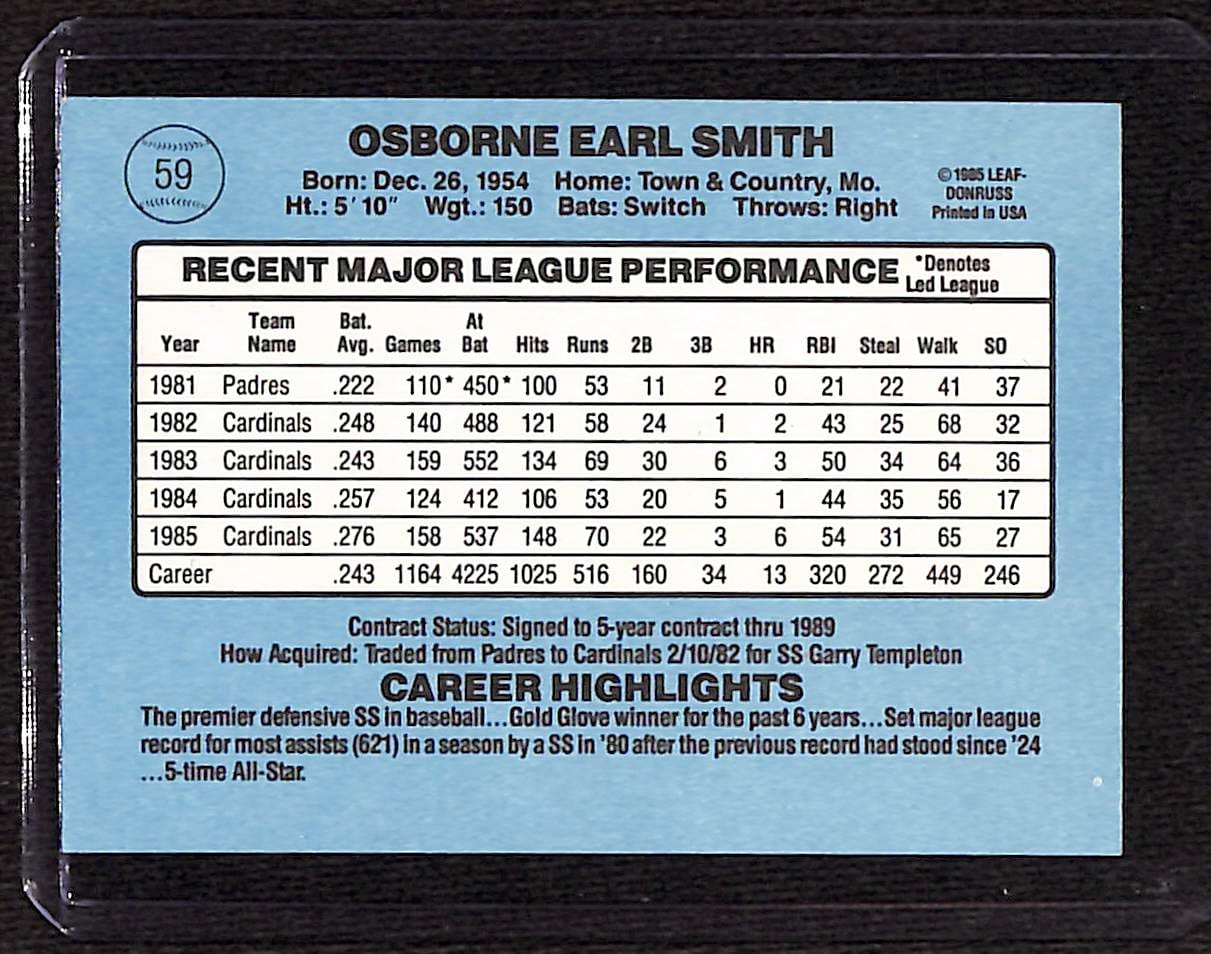 59
OSBORNE EARL SMITH
Born: Dec. 26, 1954 Home: Town & Country, Mo.
Ht.: 5' 10" Wgt.: 150 Bats: Switch Throws: Right
© 1985 LEAF-
DONRUSS
Printed in USA
RECENT MAJOR LEAGUE PERFORMANCE *Denotes
Led League
Year Team Name Bat. Avg. Games At Bat Hits Runs 2B 3B HR RBI Steal Walk SO
1981 Padres .222 110* 450* 100 53 11 2 0 21 22 41 37
1982 Cardinals .248 140 488 121 58 24 1 2 43 25 68 32
1983 Cardinals .243 159 552 134 69 30 6 3 50 34 64 36
1984 Cardinals .257 124 412 106 53 20 5 1 44 35 56 17
1985 Cardinals .276 158 537 148 70 22 3 6 54 31 65 27
Career .243 1164 4225 1025 516 160 34 13 320 272 449 246
Contract Status: Signed to 5-year contract thru 1989
How Acquired: Traded from Padres to Cardinals 2/10/82 for SS Garry Templeton
CAREER HIGHLIGHTS
The premier defensive SS in baseball...Gold Glove winner for the past 6 years...Set major league
record for most assists (621) in a season by a SS in '80 after the previous record had stood since '24
...5-time All-Star.